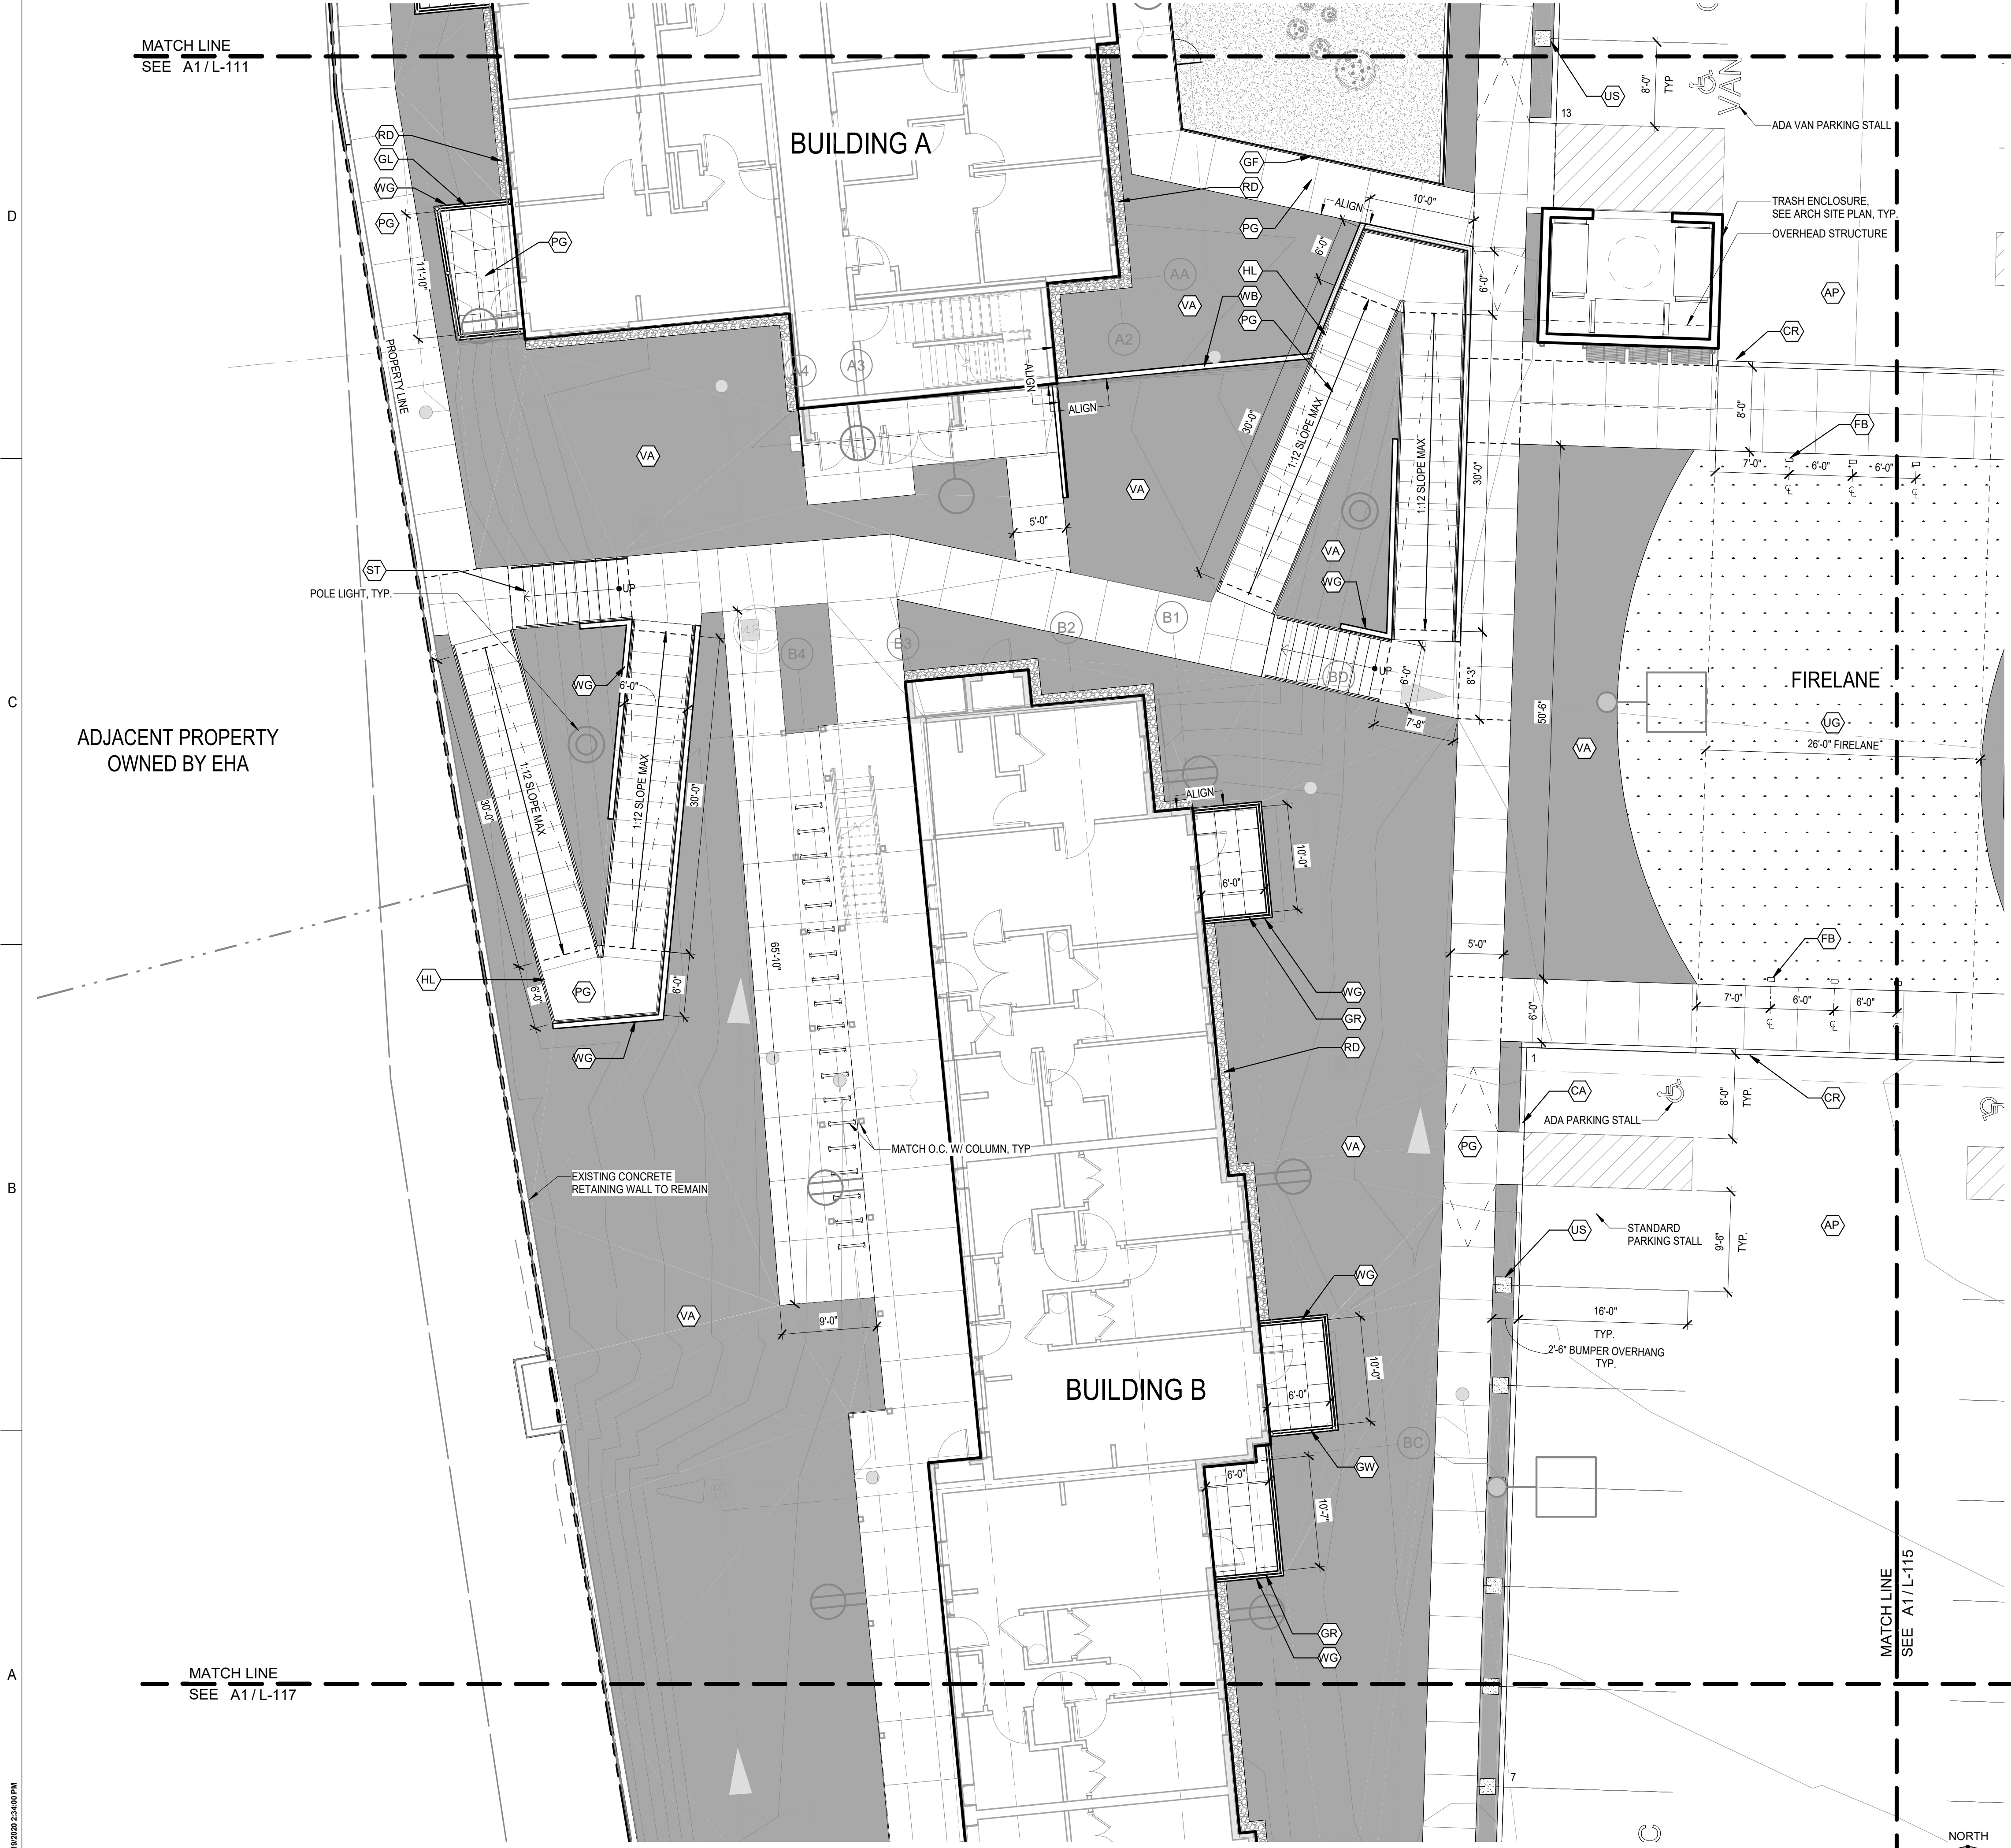 MATCH LINE
SEE A1 / L-111
RD
GL
WG
PG
PG
11'-10"
BUILDING A
GF
RD
PG
HL
WB
PG
ALIGN
10'-0"
6'-0"
6'-0"
AA
VA
A2
A3
A4
ALIGN
ALIGN
US
8'-0"
TYP
VAN
13
ADA VAN PARKING STALL
TRASH ENCLOSURE,
SEE ARCH SITE PLAN, TYP.
OVERHEAD STRUCTURE
AP
CR
8'-0"
FB
7'-0"
6'-0"
6'-0"
D
PROPERTY LINE
VA
VA
30'-0"
1:12 SLOPE MAX
1:12 SLOPE MAX
30'-0"
VA
WG
5'-0"
ST
POLE LIGHT, TYP.
UP
WG
6'-0"
1:12 SLOPE MAX
30'-0"
1:12 SLOPE MAX
30'-0"
B4
B3
B2
B1
BD
UP
6'-0"
8'-3"
7'-8"
50'-6"
VA
FIRELANE
UG
26'-0" FIRELANE
C
ADJACENT PROPERTY
OWNED BY EHA
ALIGN
10'-0"
6'-0"
65'-10"
HL
PG
6'-0"
6'-0"
WG
WG
GR
RD
5'-0"
FB
7'-0"
6'-0"
6'-0"
6'-0"
1
CA
ADA PARKING STALL
8'-0"
TYP.
CR
MATCH O.C. W/ COLUMN, TYP
VA
PG
B
EXISTING CONCRETE
RETAINING WALL TO REMAIN
US
STANDARD
PARKING STALL
9'-6"
TYP.
AP
WG
VA
9'-0"
16'-0"
TYP.
2'-6" BUMPER OVERHANG
TYP.
BUILDING B
10'-0"
6'-0"
BC
GW
6'-0"
10'-7"
GR
WG
MATCH LINE
SEE A1 / L-115
A
MATCH LINE
SEE A1 / L-117
7
C
NORTH
9/2020 2:34:00 PM